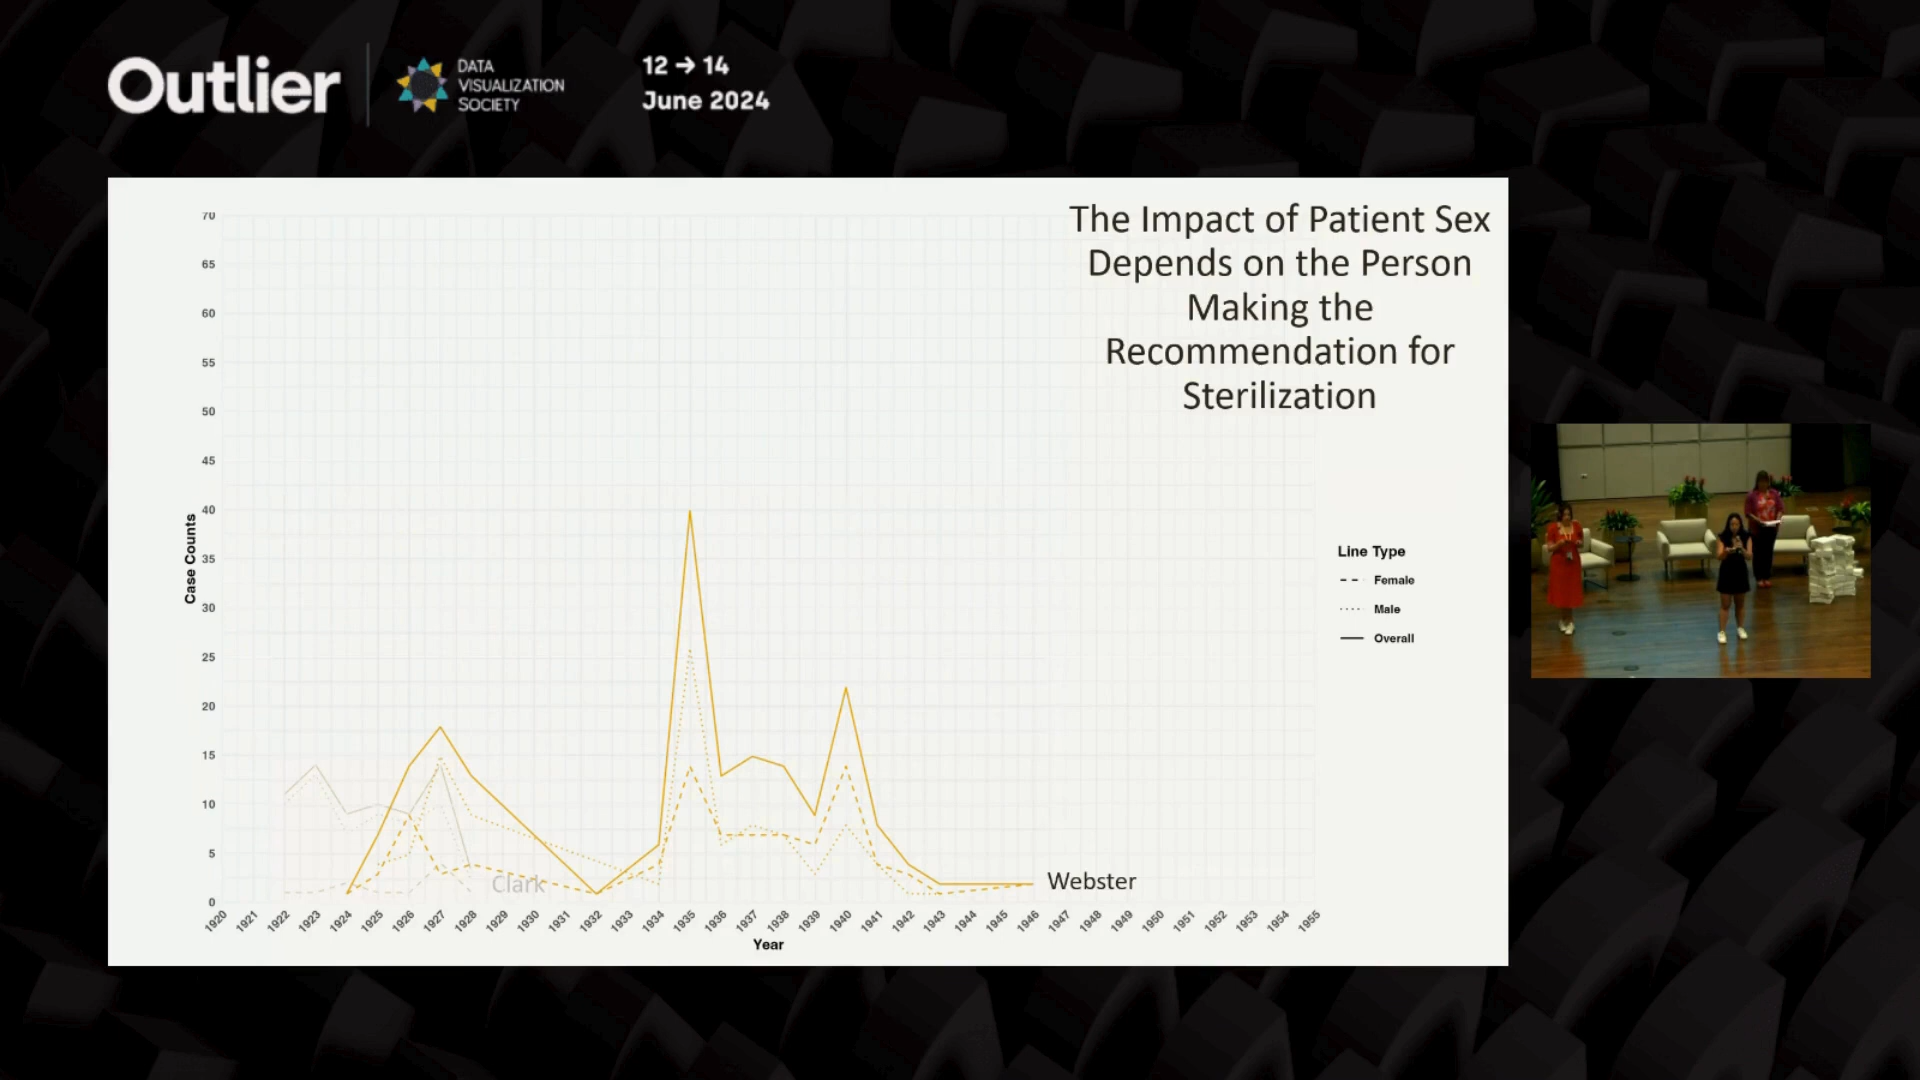 Outlier
DATA
VISUALIZATION
SOCIETY
12 → 14
June 2024
The Impact of Patient Sex
Depends on the Person
Making the
Recommendation for
Sterilization
70
65
60
55
50
45
40
35
30
25
20
15
10
5
0
Case Counts
1920
1921
1922
1923
1924
1925
1926
1927
1928
1929
1930
1931
1932
1933
1934
1935
1936
1937
1938
1939
1940
1941
1942
1943
1944
1945
1946
1947
1948
1949
1950
1951
1952
1953
1954
1955
Year
Clark
Webster
Line Type
Female
Male
Overall